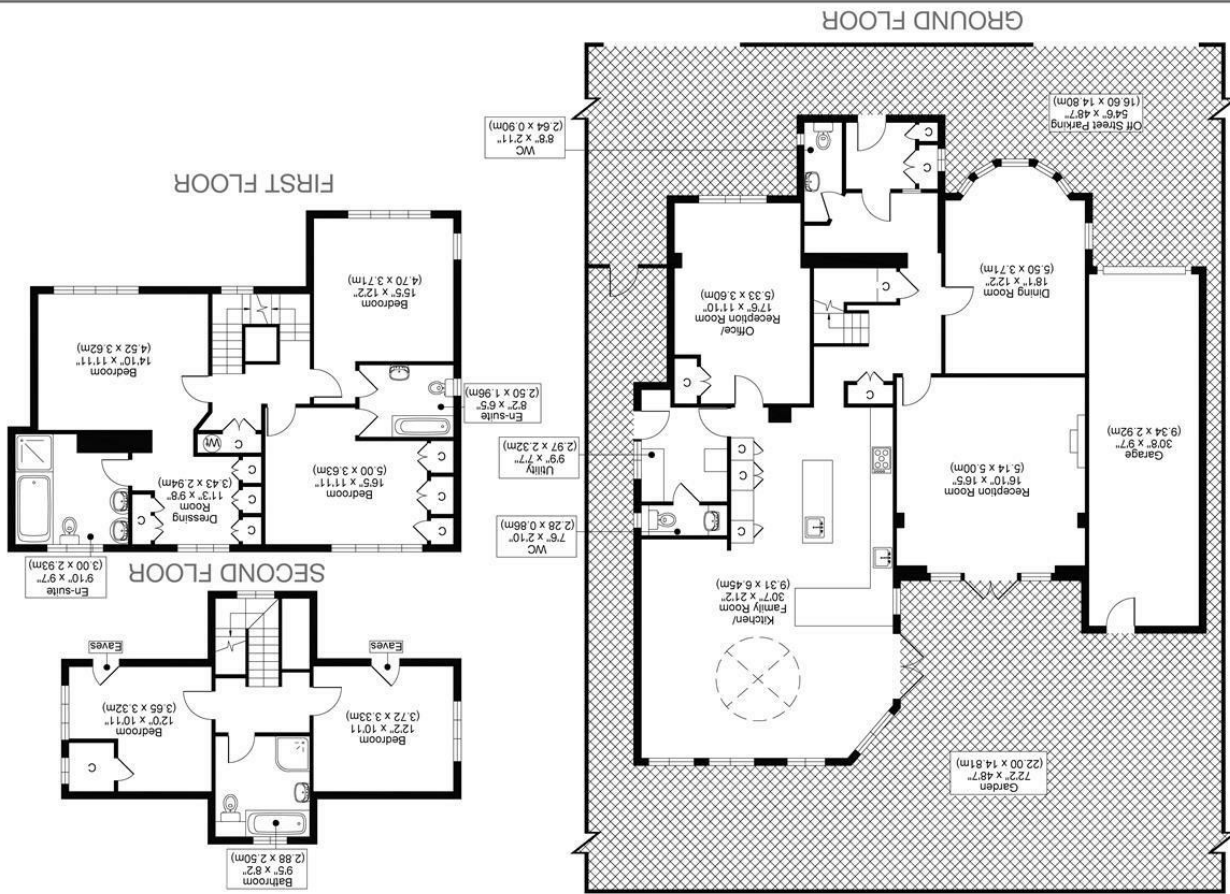 Garden
72'2" x 48'7"
(22.00 x 14.81m)
Kitchen/
Family Room
30'7" x 21'2"
(9.31 x 6.45m)
C
C
C
WC
7'6" x 2'10"
(2.28 x 0.86m)
Garage
30'8" x 9'7"
(9.34 x 2.92m)
Reception Room
16'10" x 16'5"
(5.14 x 5.00m)
Utility
9'9" x 7'7"
(2.97 x 2.32m)
C
C
Dining Room
18'1" x 12'2"
(5.50 x 3.71m)
C
Office/
Reception Room
17'6" x 11'10"
(5.33 x 3.60m)
C
C
Off Street Parking
54'6" x 48'7"
(16.60 x 14.80m)
WC
8'8" x 2'11"
(2.64 x 0.90m)
GROUND FLOOR
Bathroom
9'5" x 8'2"
(2.88 x 2.50m)
Bedroom
12'2" x 10'11
(3.72 x 3.33m)
C
Bedroom
12'0" x 10'11"
(3.65 x 3.32m)
Eaves
Eaves
SECOND FLOOR
En-suite
9'10" x 9'7"
(3.00 x 2.93m)
C
C
C
Bedroom
16'5" x 11'11"
(5.00 x 3.63m)
C
C
C
C
Dressing
Room
11'3" x 9'8"
(3.43 x 2.94m)
C
Wt
En-suite
8'2" x 6'5"
(2.50 x 1.96m)
Bedroom
15'5" x 12'2"
(4.70 x 3.71m)
Bedroom
14'10" x 11'11"
(4.52 x 3.62m)
FIRST FLOOR